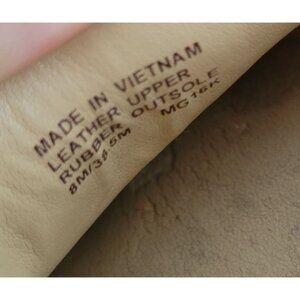 MADE IN VIETNAM
LEATHER UPPER
RUBBER OUTSOLE
8M/38.5M MG16K